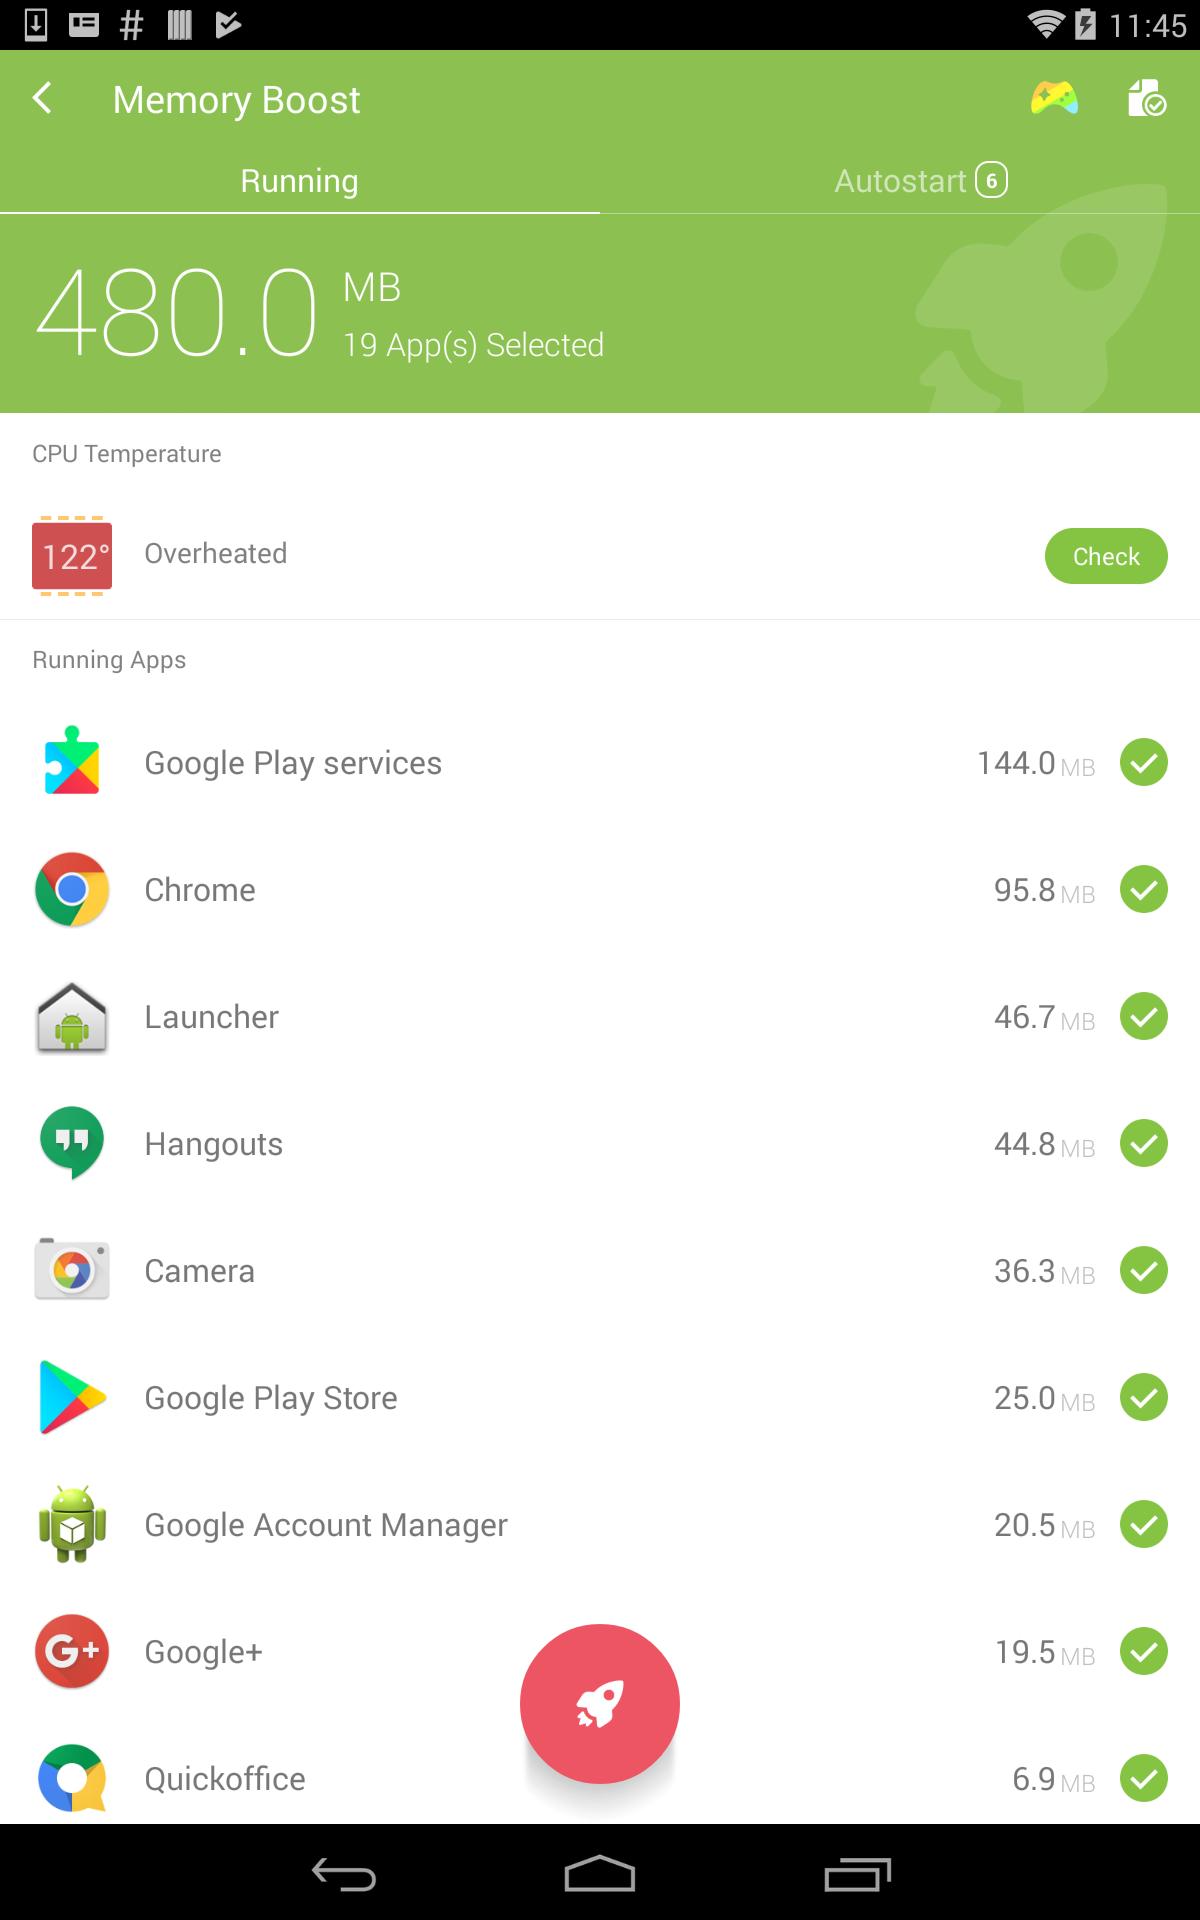 11:45
Memory Boost
Running
Autostart 6
480.0 MB
19 App(s) Selected
CPU Temperature
122° Overheated Check
Running Apps
Google Play services 144.0 MB
Chrome 95.8 MB
Launcher 46.7 MB
Hangouts 44.8 MB
Camera 36.3 MB
Google Play Store 25.0 MB
Google Account Manager 20.5 MB
G+ Google+ 19.5 MB
Quickoffice 6.9 MB